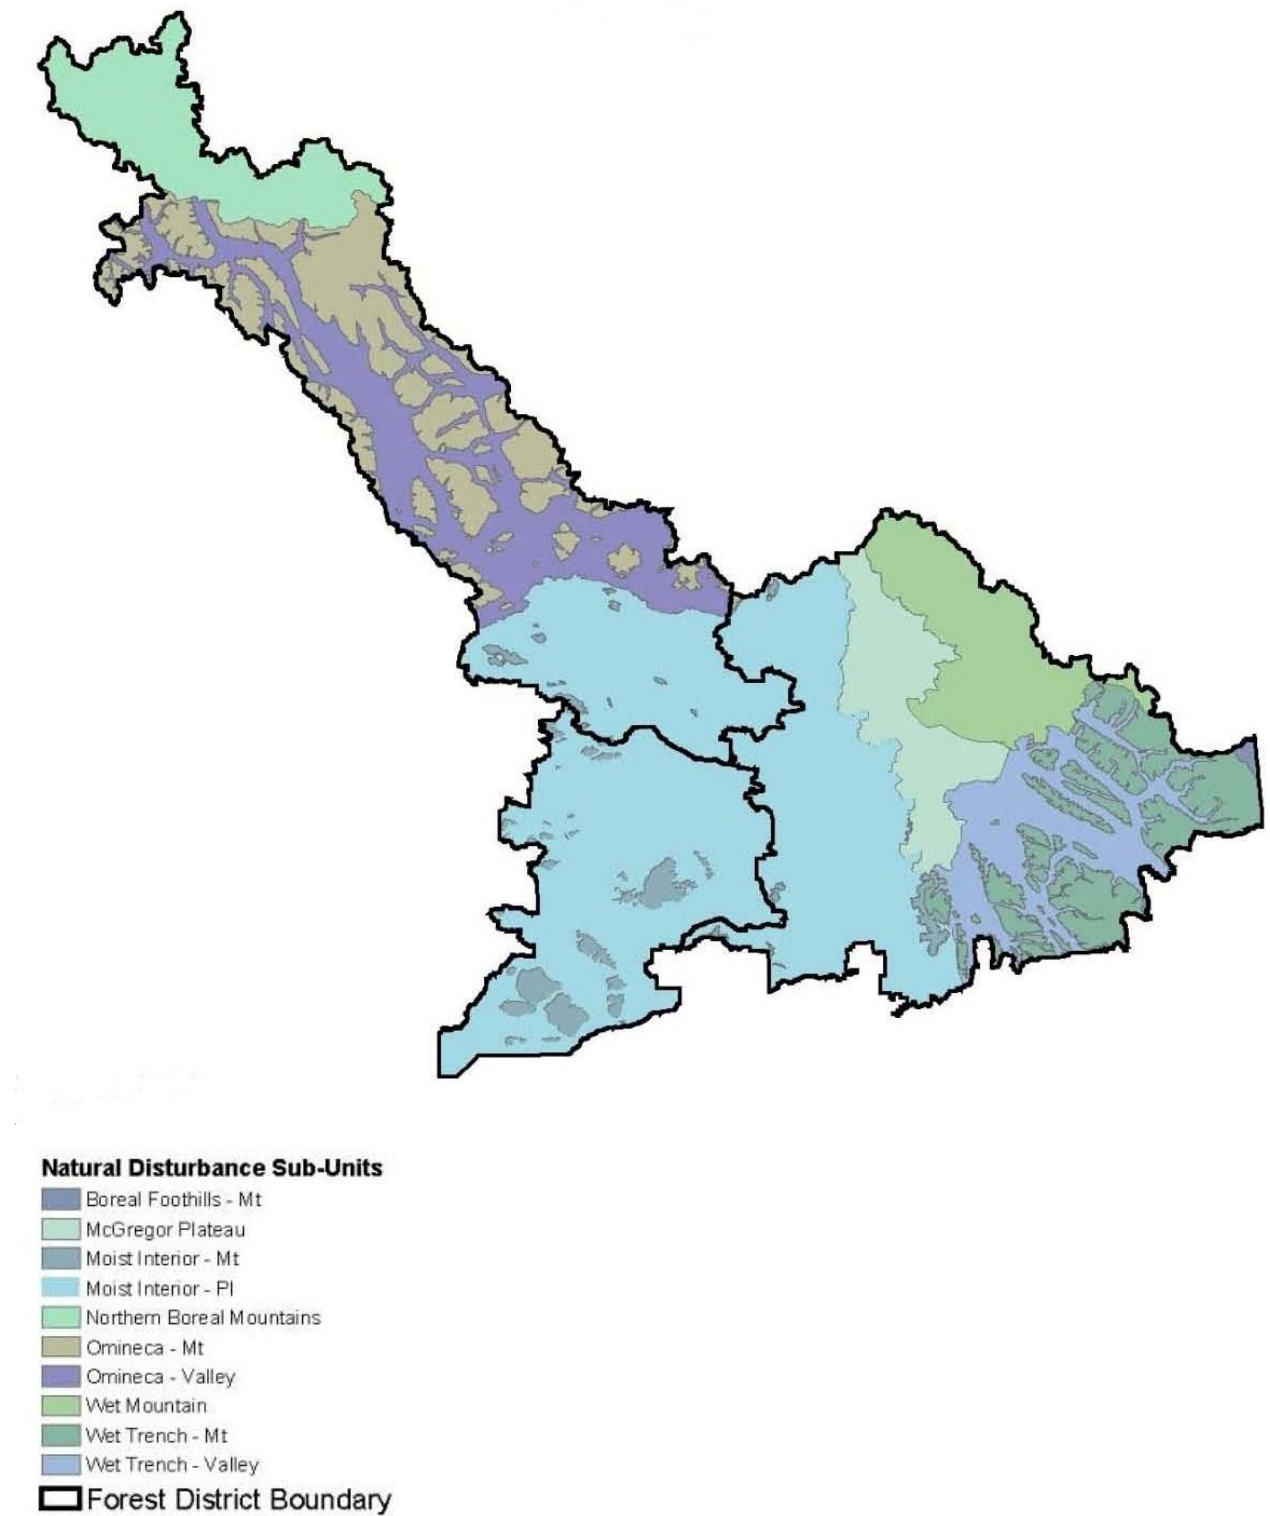 Natural Disturbance Sub-Units
Boreal Foothills - Mt
McGregor Plateau
Moist Interior - Mt
Moist Interior - Pl
Northern Boreal Mountains
Omineca - Mt
Omineca - Valley
Wet Mountain
Wet Trench - Mt
Wet Trench - Valley
Forest District Boundary